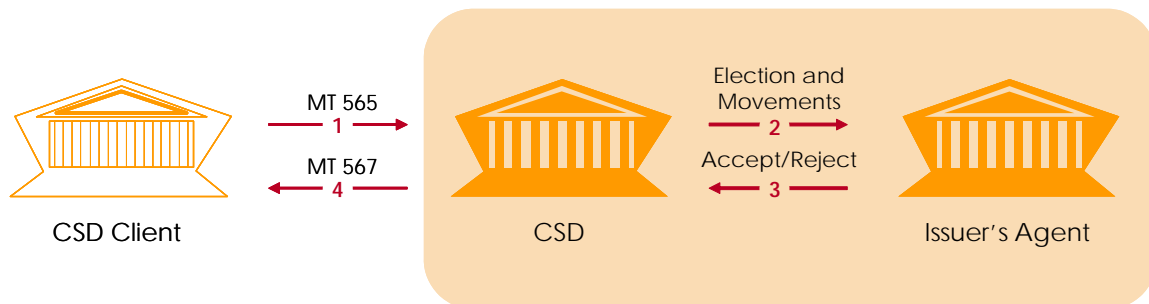 MT 565
1
Election and
Movements
2
MT 567
4
Accept/Reject
3
CSD Client
CSD
Issuer's Agent